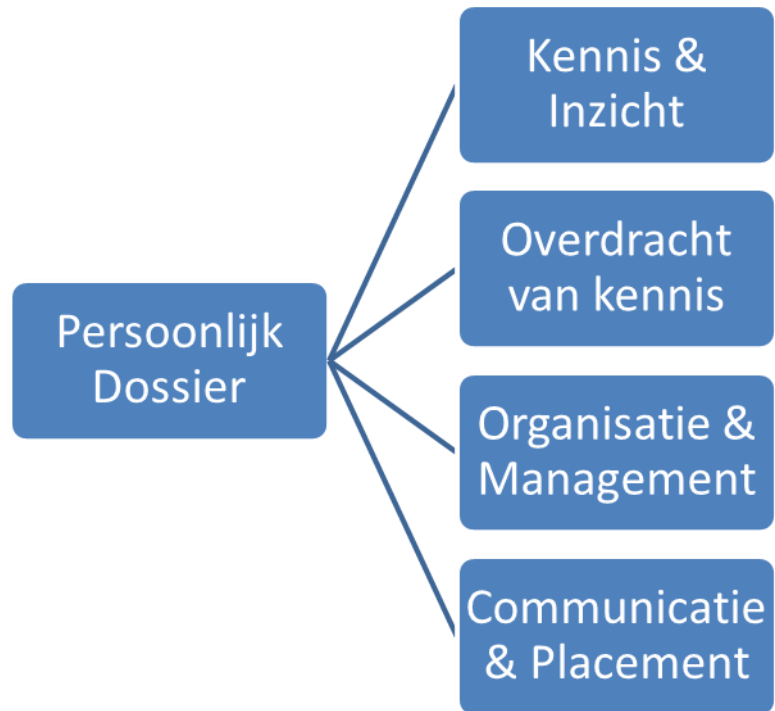 Persoonlijk
Dossier
Kennis &
Inzicht
Overdracht
van kennis
Organisatie &
Management
Communicatie
& Placement